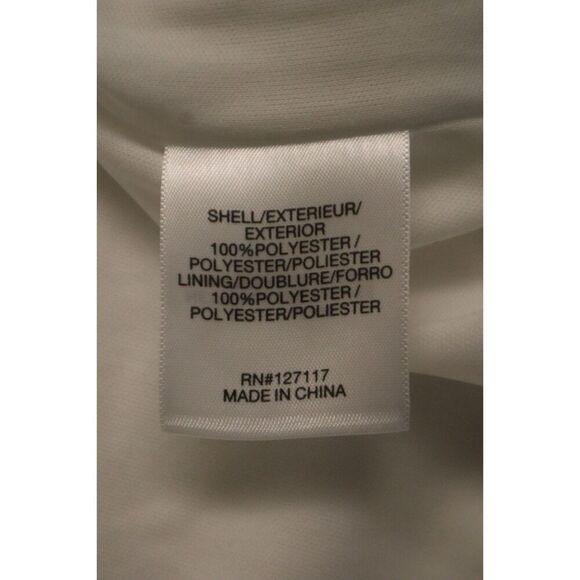 SHELL/EXTERIEUR/
EXTERIOR
100%POLYESTER /
POLYESTER/POLIESTER
LINING/DOUBLURE/FORRO
100%POLYESTER /
POLYESTER/POLIESTER
RN#127117
MADE IN CHINA